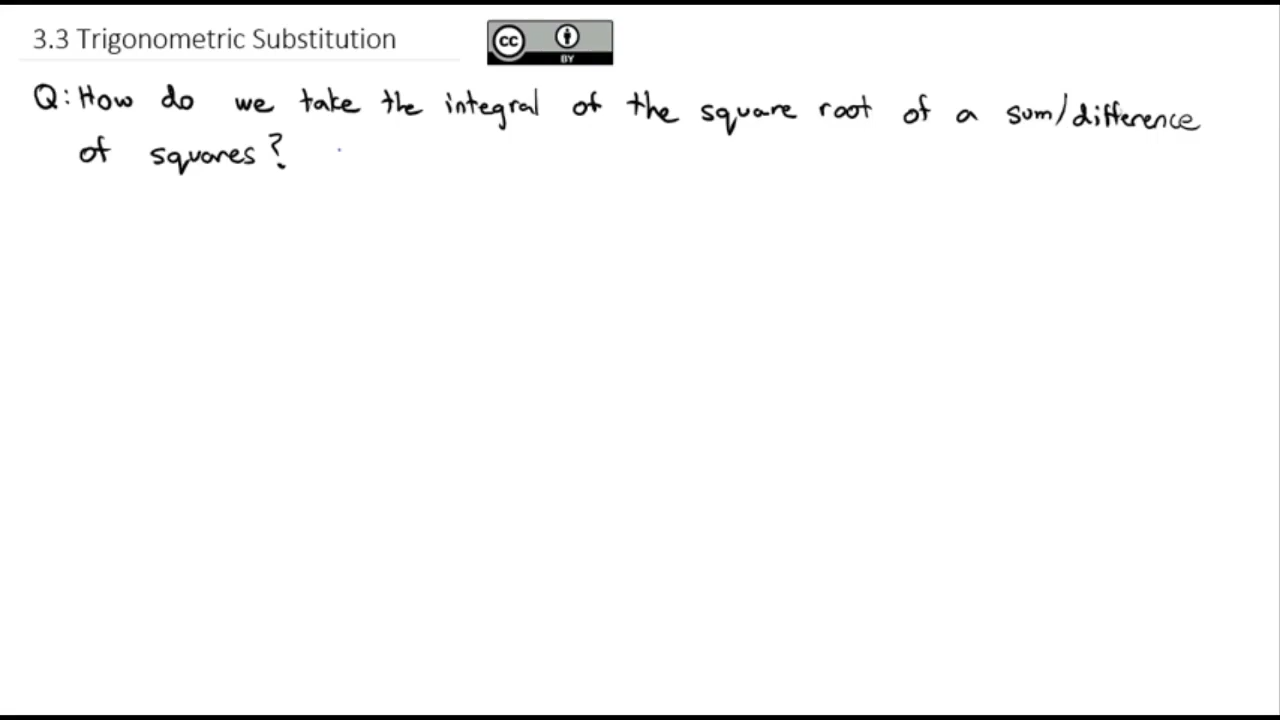 3.3 Trigonometric Substitution
cc
BY
Q: How do we take the integral of the square root of a sum/difference
of squares?